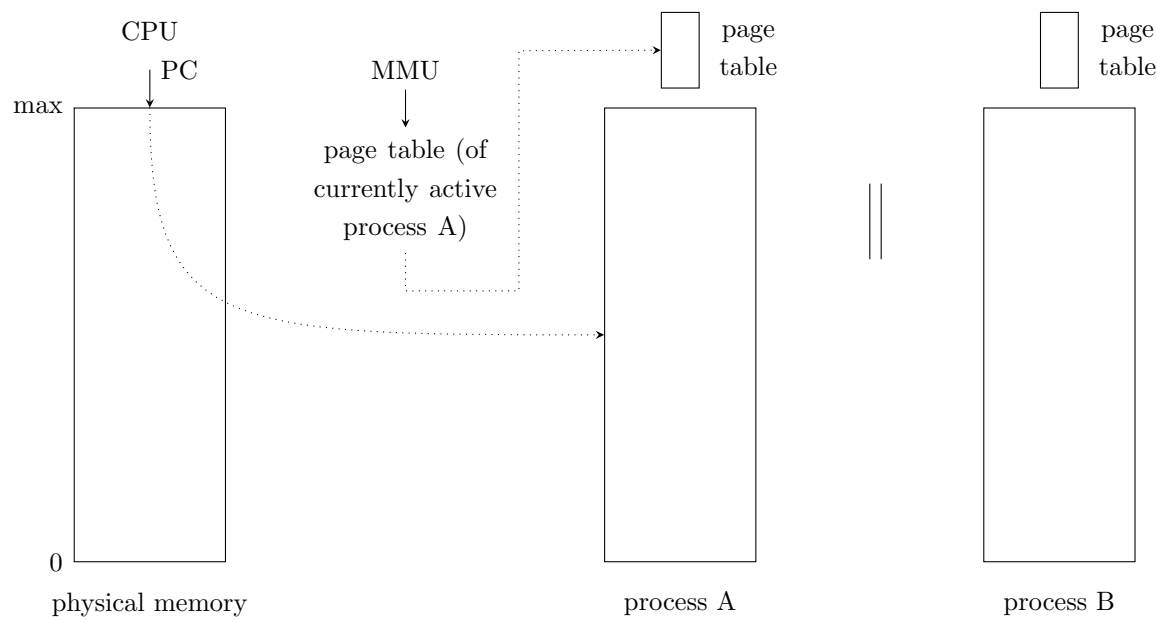 CPU
PC
max
0
physical memory
MMU
page table (of
currently active
process A)
page
table
process A
page
table
process B